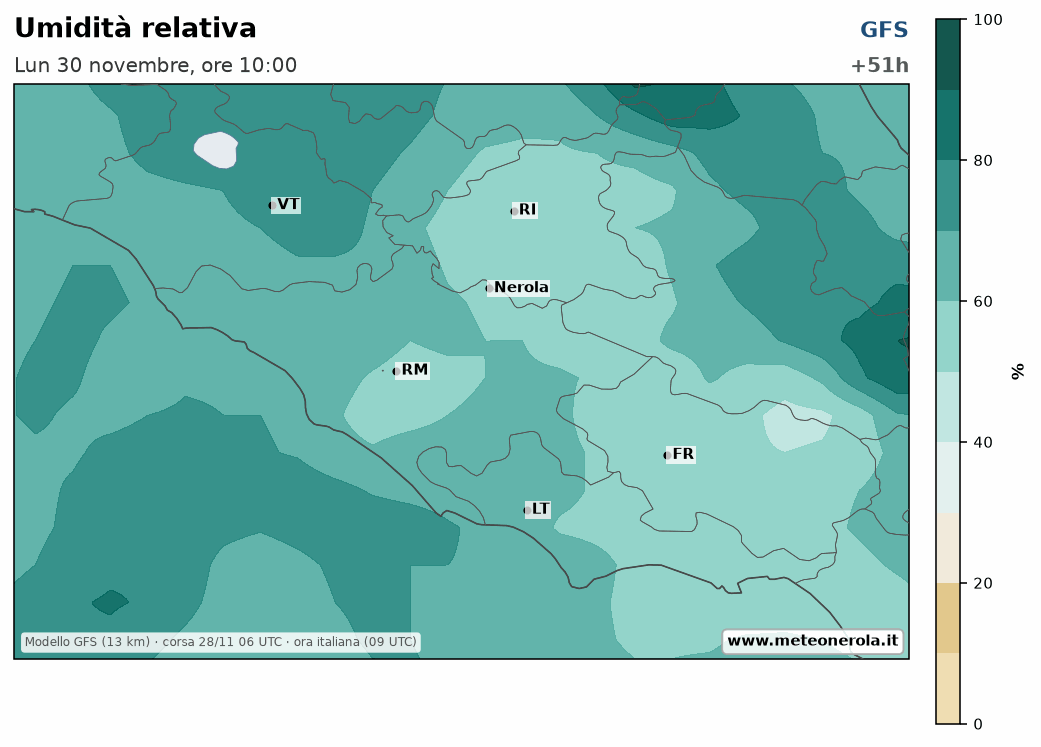 Umidità relativa
GFS
Lun 30 novembre, ore 10:00
+51h
100
80
60
40
20
0
%
VT
RI
Nerola
RM
FR
LT
Modello GFS (13 km) · corsa 28/11 06 UTC · ora italiana (09 UTC)
www.meteonerola.it